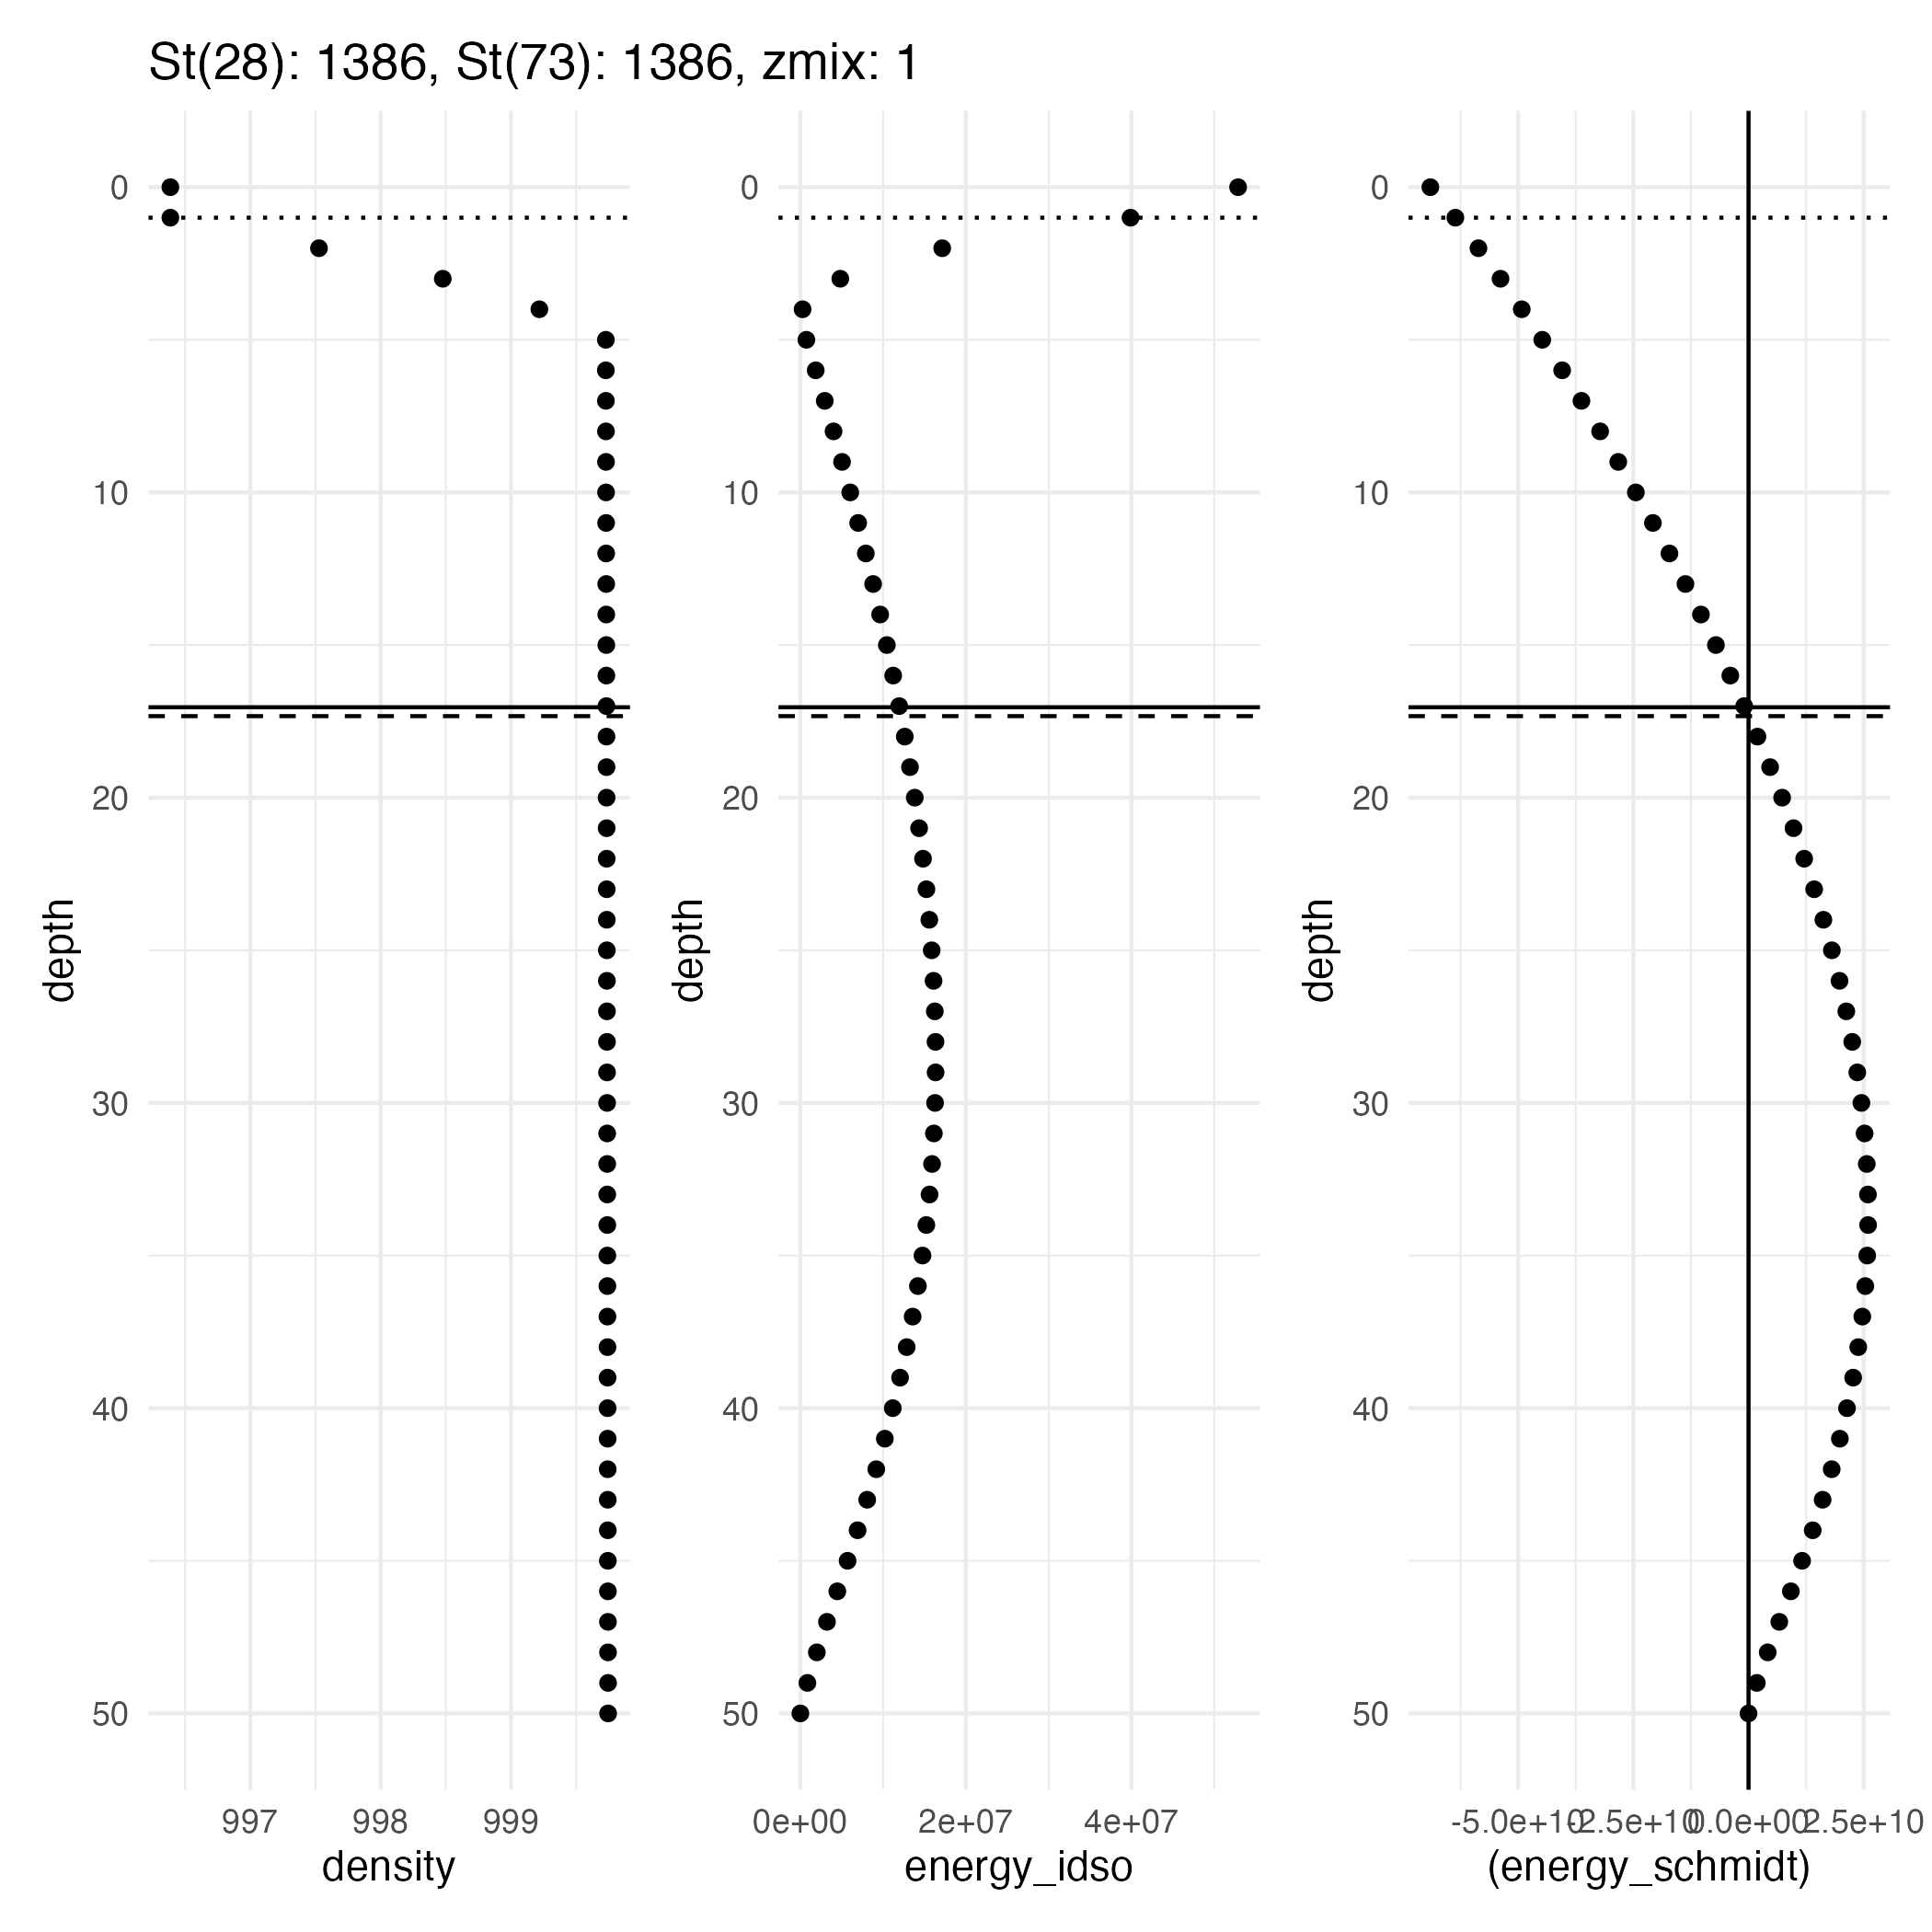 St(28): 1386, St(73): 1386, zmix: 1
depth
0
10
20
30
40
50
997 998 999
density
depth
0
10
20
30
40
50
0e+00 2e+07 4e+07
energy_idso
depth
0
10
20
30
40
50
-5.0e+10 -2.5e+10 0.0e+00 2.5e+10
(energy_schmidt)